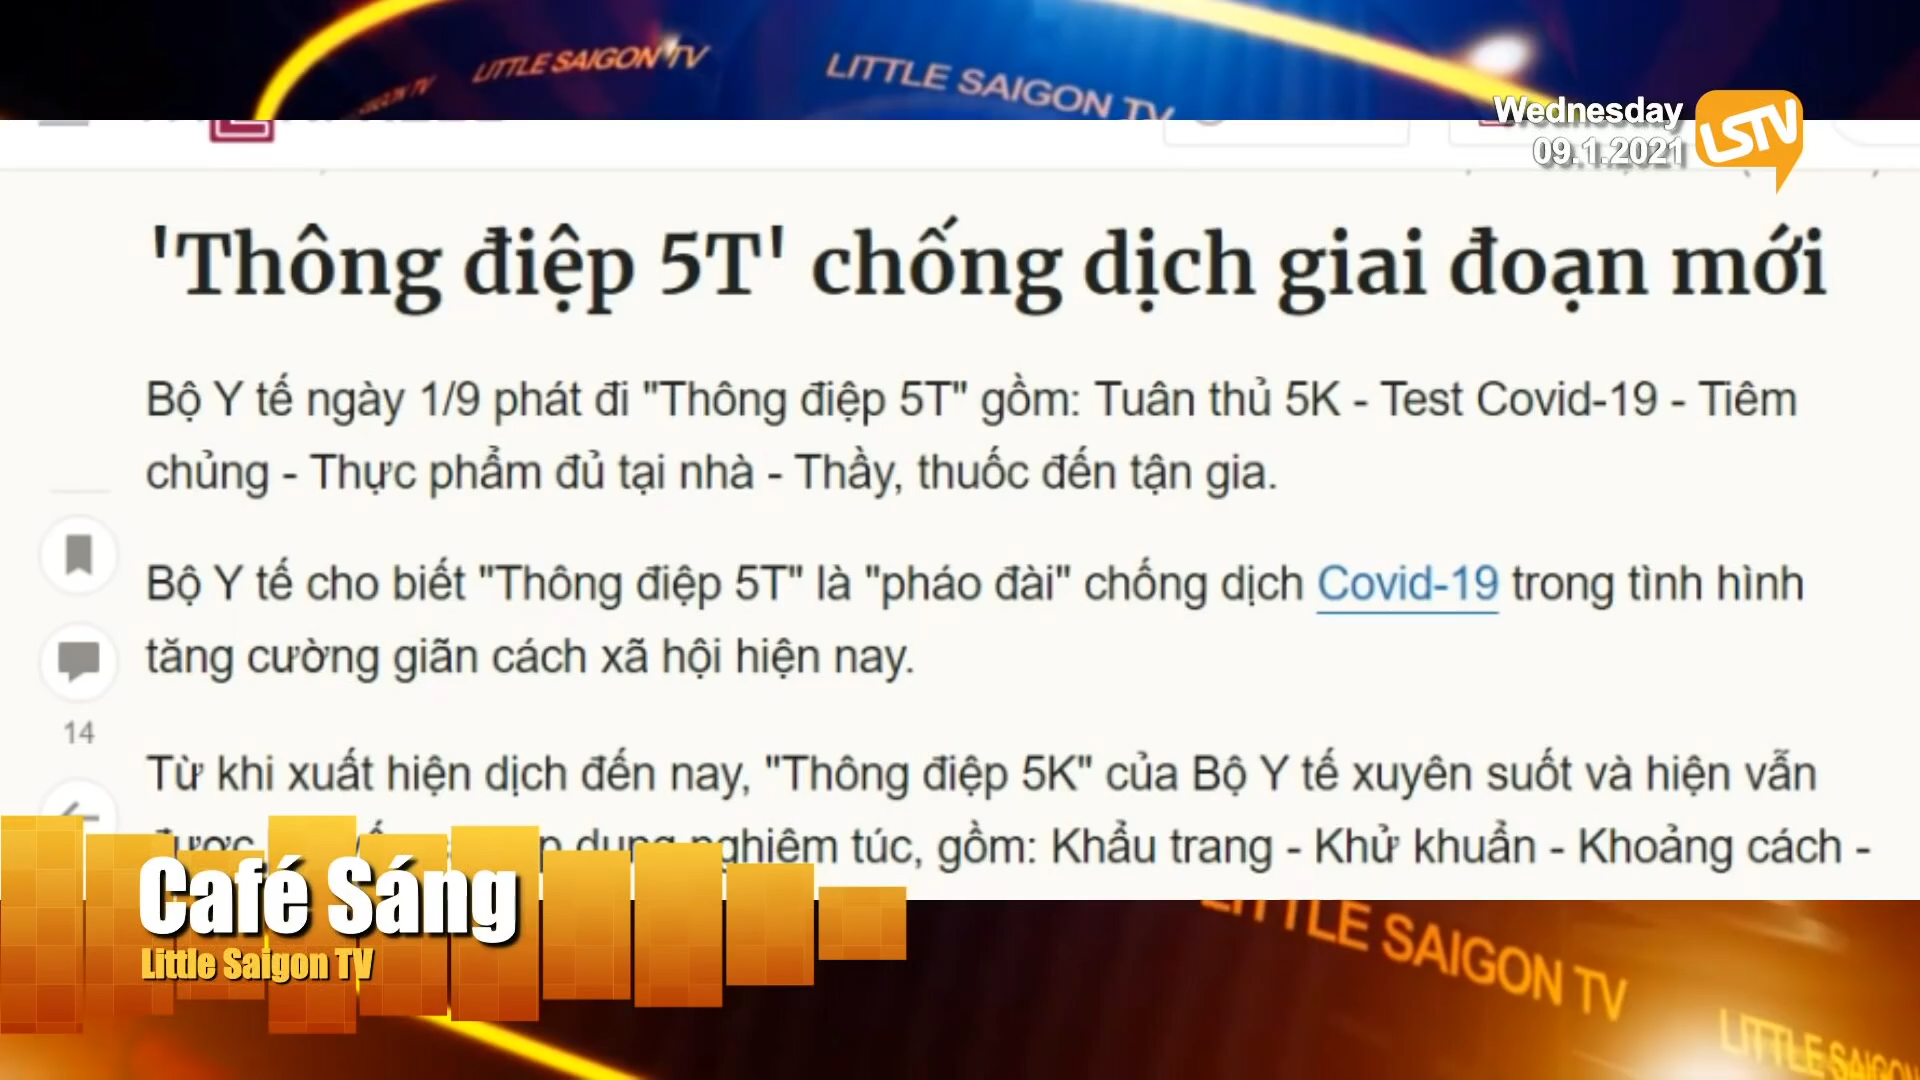 LITTLE SAIGON TV
LITTLE SAIGON TV
Wednesday
09.1.2021
LSTV
'Thông điệp 5T' chống dịch giai đoạn mới
Bộ Y tế ngày 1/9 phát đi "Thông điệp 5T" gồm: Tuân thủ 5K - Test Covid-19 - Tiêm
chủng - Thực phẩm đủ tại nhà - Thầy, thuốc đến tận gia.
Bộ Y tế cho biết "Thông điệp 5T" là "pháo đài" chống dịch Covid-19 trong tình hình
tăng cường giãn cách xã hội hiện nay.
14
Từ khi xuất hiện dịch đến nay, "Thông điệp 5K" của Bộ Y tế xuyên suốt và hiện vẫn
nghiêm túc, gồm: Khẩu trang - Khử khuẩn - Khoảng cách -
Café Sáng
Little Saigon TV
LITTLE SAIGON TV
LITTLE SAIGON